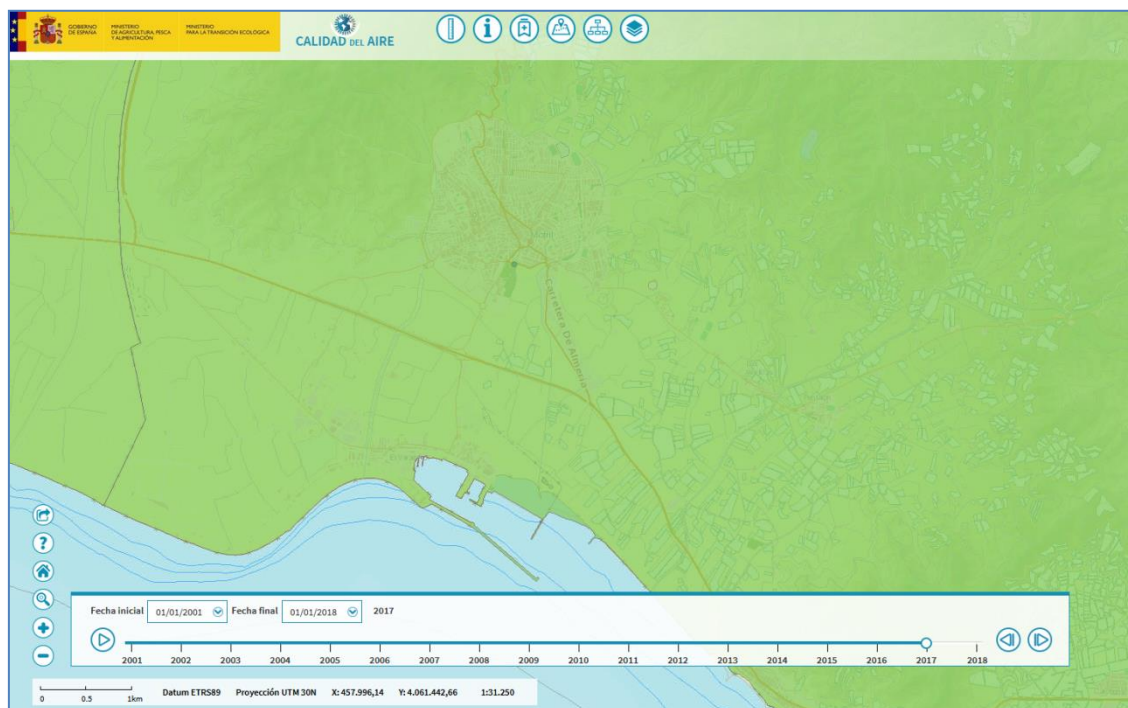 GOBIERNO
DE ESPAÑA
MINISTERIO
DE AGRICULTURA, PESCA
Y ALIMENTACIÓN
MINISTERIO
PARA LA TRANSICIÓN ECOLÓGICA
CALIDAD DEL AIRE
Carretera De Almería
Fecha inicial 01/01/2001 Fecha final 01/01/2018 2017
2001 2002 2003 2004 2005 2006 2007 2008 2009 2010 2011 2012 2013 2014 2015 2016 2017 2018
0 0.5 1km Datum ETRS89 Proyección UTM 30N X: 457.996,14 Y: 4.061.442,66 1:31.250